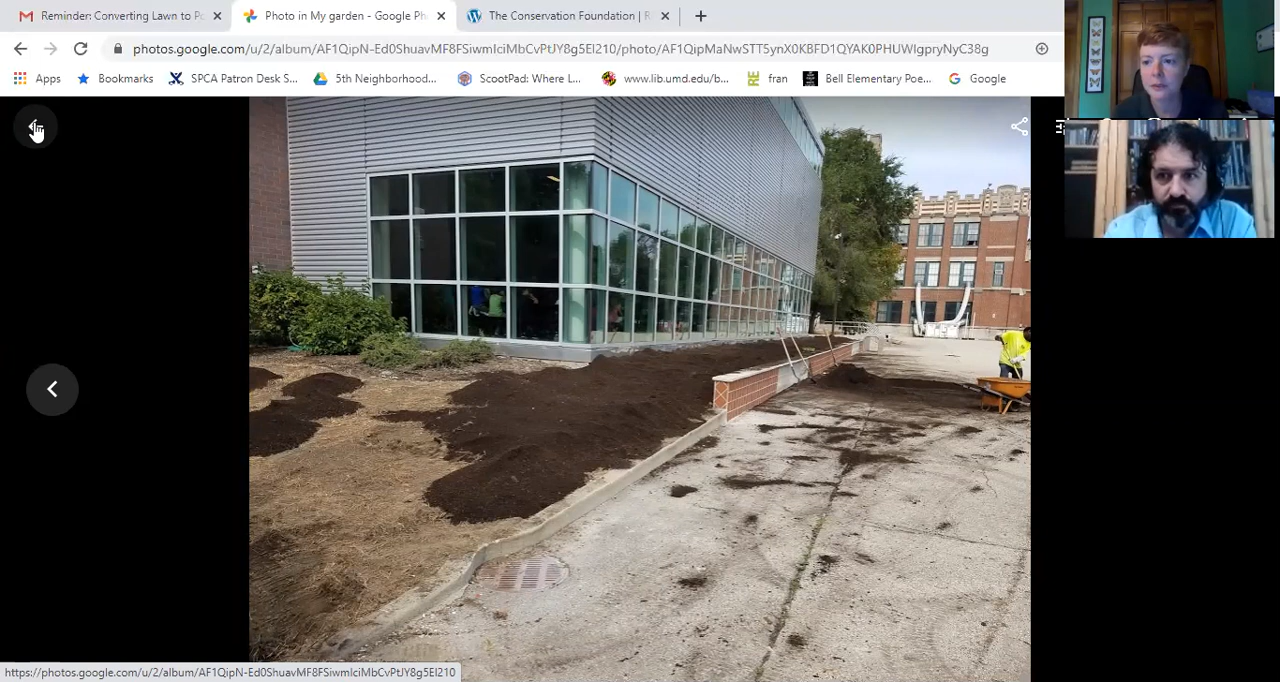 Reminder: Converting Lawn to Po
Photo in My garden - Google Ph
The Conservation Foundation | R
photos.google.com/u/2/album/AF1QipN-Ed0ShuavMF8FSiwmIciMbCvPtJY8g5El210/photo/AF1QipMaNwSTT5ynX0KBFD1QYAK0PHUWIgpryNyC38g
Apps
Bookmarks
SPCA Patron Desk S...
5th Neighborhood...
ScootPad: Where L...
www.lib.umd.edu/b...
fran
Bell Elementary Poe...
Google
https://photos.google.com/u/2/album/AF1QipN-Ed0ShuavMF8FSiwmIciMbCvPtJY8g5El210